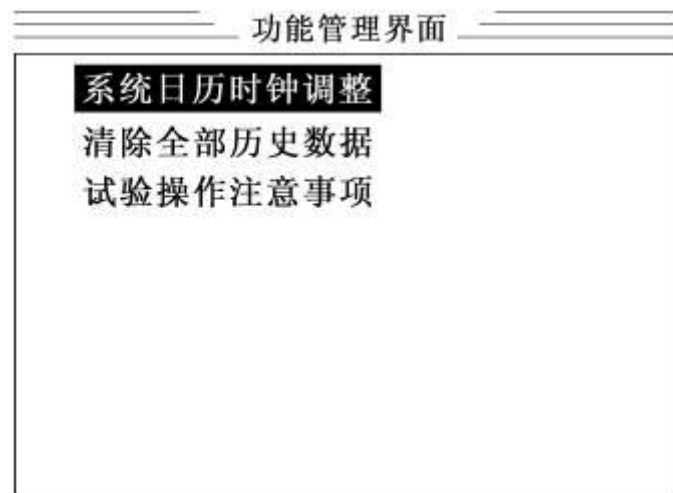 功能管理界面
系统日历时钟调整
清除全部历史数据
试验操作注意事项